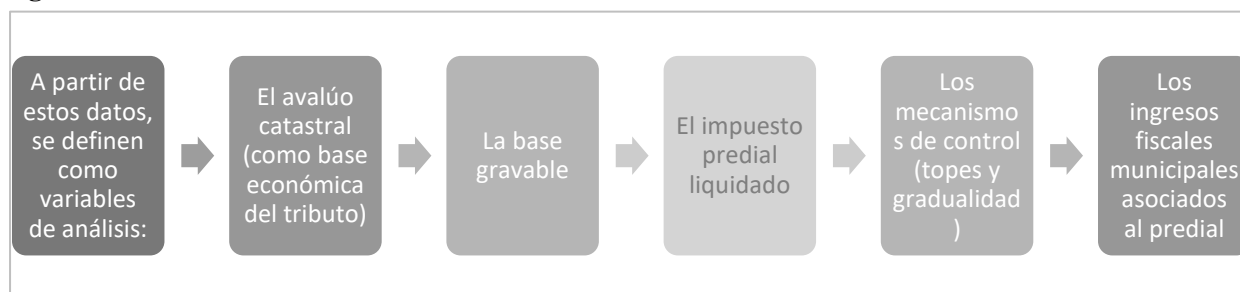 A partir de
estos datos,
se definen
como
variables
de análisis:
El avalúo
catastral
(como base
económica
del tributo)
La base
gravable
El impuesto
predial
liquidado
Los
mecanismo
s de control
(topes y
gradualidad
)
Los
ingresos
fiscales
municipales
asociados
al predial